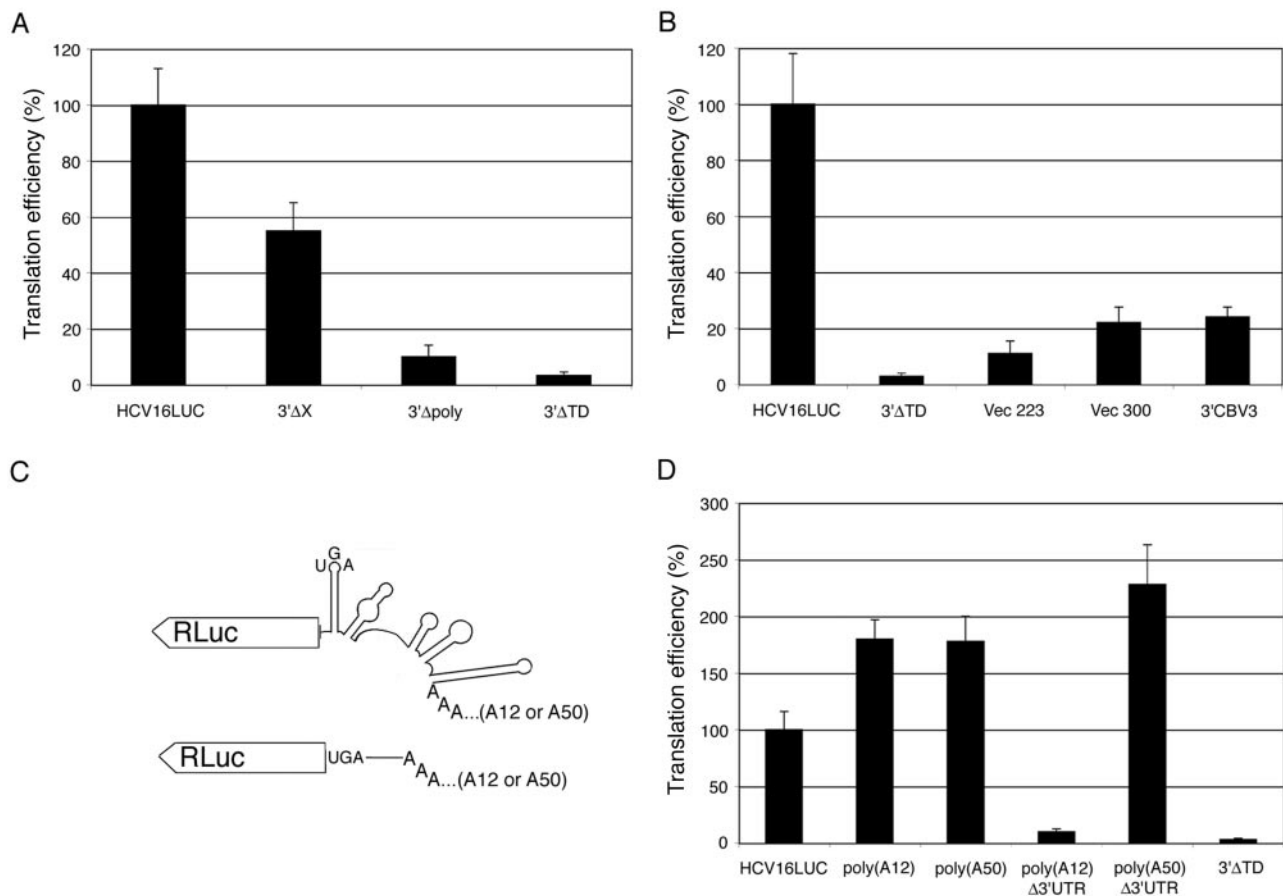 A
Translation efficiency (%)
120
100
80
60
40
20
0
HCV16LUC 3'ΔX 3'Δpoly 3'ΔTD
B
Translation efficiency (%)
120
100
80
60
40
20
0
HCV16LUC 3'ΔTD Vec 223 Vec 300 3'CBV3
C
U G A
RLuc
A A A...(A12 or A50)
RLuc UGA A A A...(A12 or A50)
D
Translation efficiency (%)
300
250
200
150
100
50
0
HCV16LUC poly(A12) poly(A50) poly(A12) poly(A50) 3'ΔTD
Δ3'UTR Δ3'UTR